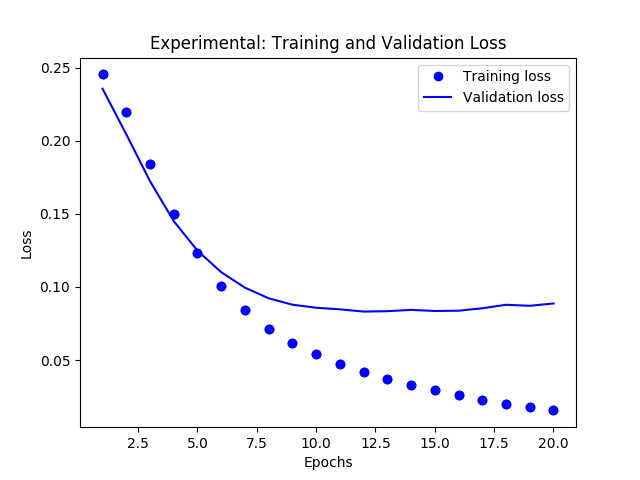 Experimental: Training and Validation Loss
Training loss
Validation loss
0.25
0.20
0.15
0.10
0.05
Loss
2.5 5.0 7.5 10.0 12.5 15.0 17.5 20.0
Epochs